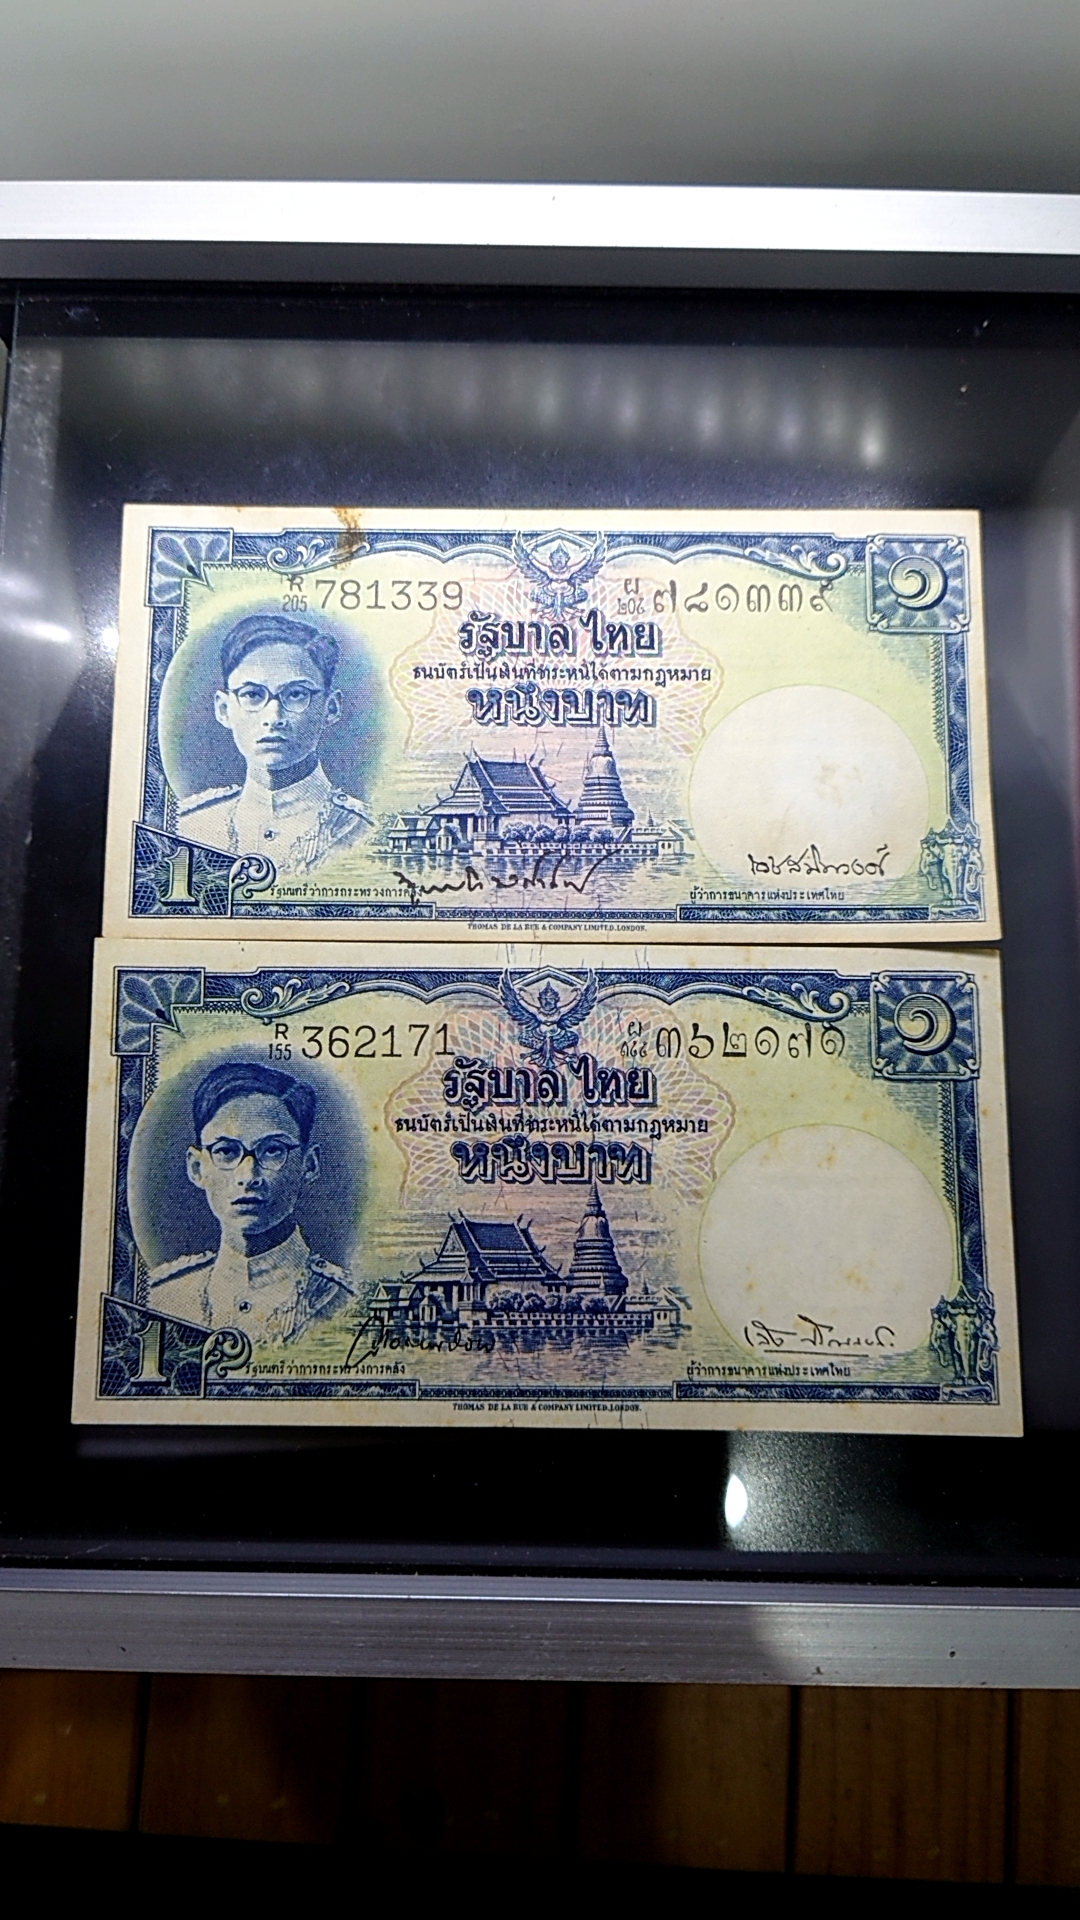 R
205 781339
ผ
๒๐๕ ๗๘๑๓๓๙
๑
รัฐบาลไทย
ธนบัตร์เป็นเงินที่ชำระหนี้ได้ตามกฎหมาย
หนึ่งบาท
1
รัฐมนตรีว่าการกระทรวงการคลัง
ผู้ว่าการธนาคารแห่งประเทศไทย
THOMAS DE LA RUE & COMPANY LIMITED, LONDON.
R
155 362171
ผ
๑๕๕ ๓๖๒๑๗๑
๑
รัฐบาลไทย
ธนบัตร์เป็นเงินที่ชำระหนี้ได้ตามกฎหมาย
หนึ่งบาท
1
รัฐมนตรีว่าการกระทรวงการคลัง
ผู้ว่าการธนาคารแห่งประเทศไทย
THOMAS DE LA RUE & COMPANY LIMITED, LONDON.